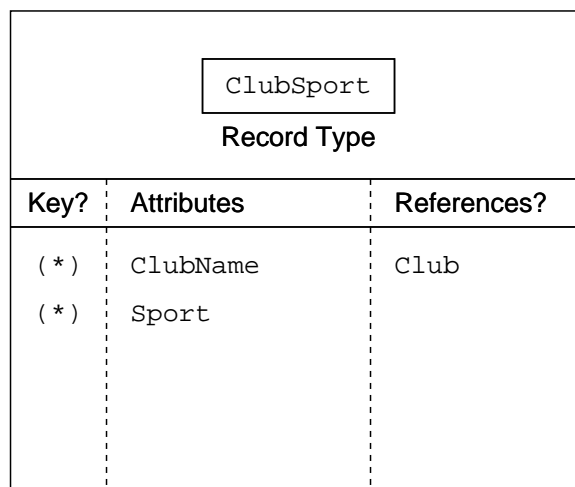 ClubSport
Record Type
Key? Attributes References?
(*) ClubName Club
(*) Sport